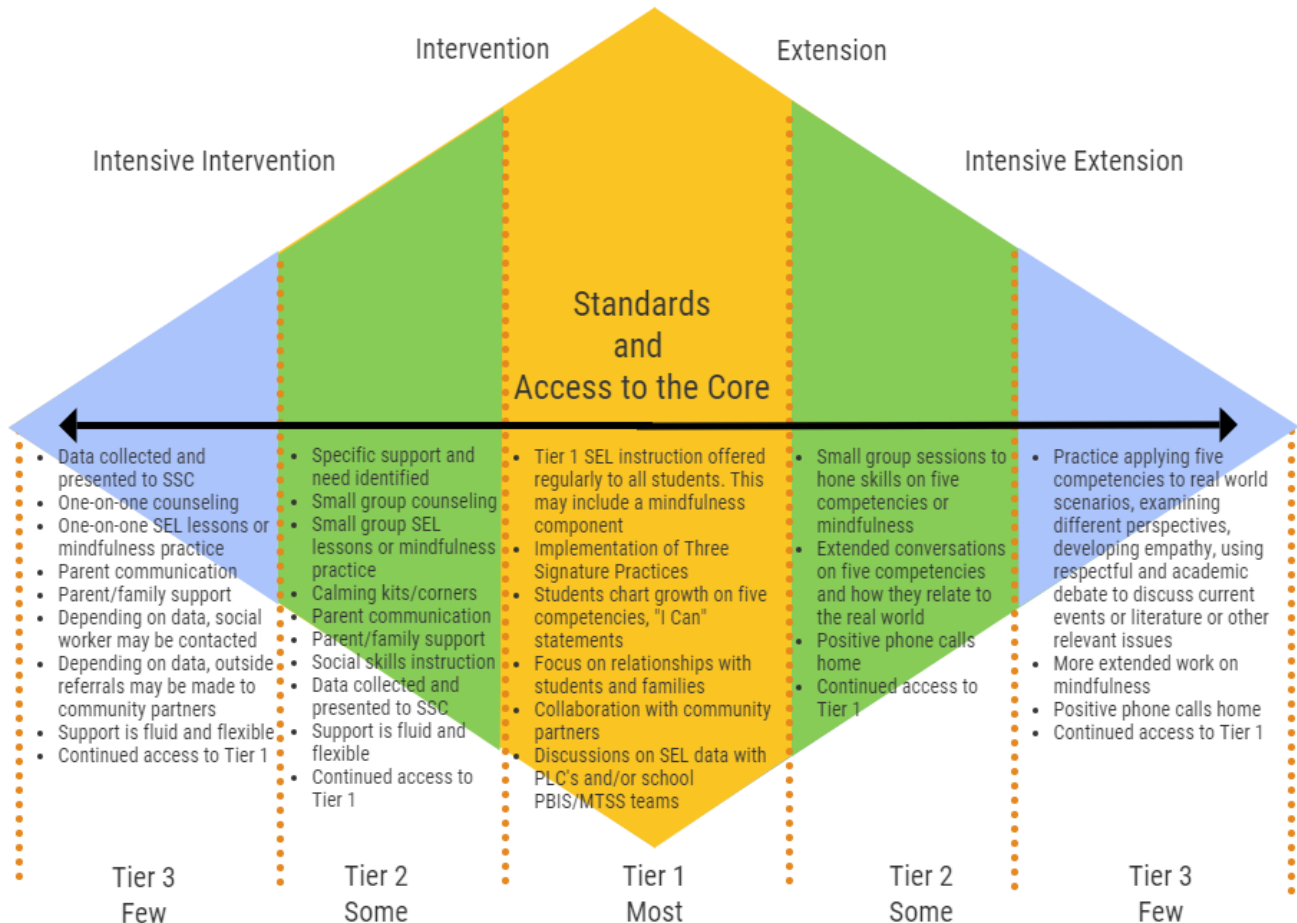 Intervention
Extension
Intensive Intervention
Intensive Extension
Standards
and
Access to the Core
• Data collected and
presented to SSC
• One-on-one counseling
• One-on-one SEL lessons or
mindfulness practice
• Parent communication
• Parent/family support
• Depending on data, social
worker may be contacted
• Depending on data, outside
referrals may be made to
community partners
• Support is fluid and flexible
• Continued access to Tier 1
• Specific support and
need identified
• Small group counseling
• Small group SEL
lessons or mindfulness
practice
• Calming kits/corners
• Parent communication
• Parent/family support
• Social skills instruction
• Data collected and
presented to SSC
• Support is fluid and
flexible
• Continued access to
Tier 1
• Tier 1 SEL instruction offered
regularly to all students. This
may include a mindfulness
component
• Implementation of Three
Signature Practices
• Students chart growth on five
competencies, "I Can"
statements
• Focus on relationships with
students and families
• Collaboration with community
partners
• Discussions on SEL data with
PLC's and/or school
PBIS/MTSS teams
• Small group sessions to
hone skills on five
competencies or
mindfulness
• Extended conversations
on five competencies
and how they relate to
the real world
• Positive phone calls
home
• Continued access to
Tier 1
• Practice applying five
competencies to real world
scenarios, examining
different perspectives,
developing empathy, using
respectful and academic
debate to discuss current
events or literature or other
relevant issues
• More extended work on
mindfulness
• Positive phone calls home
• Continued access to Tier 1
Tier 3
Few
Tier 2
Some
Tier 1
Most
Tier 2
Some
Tier 3
Few